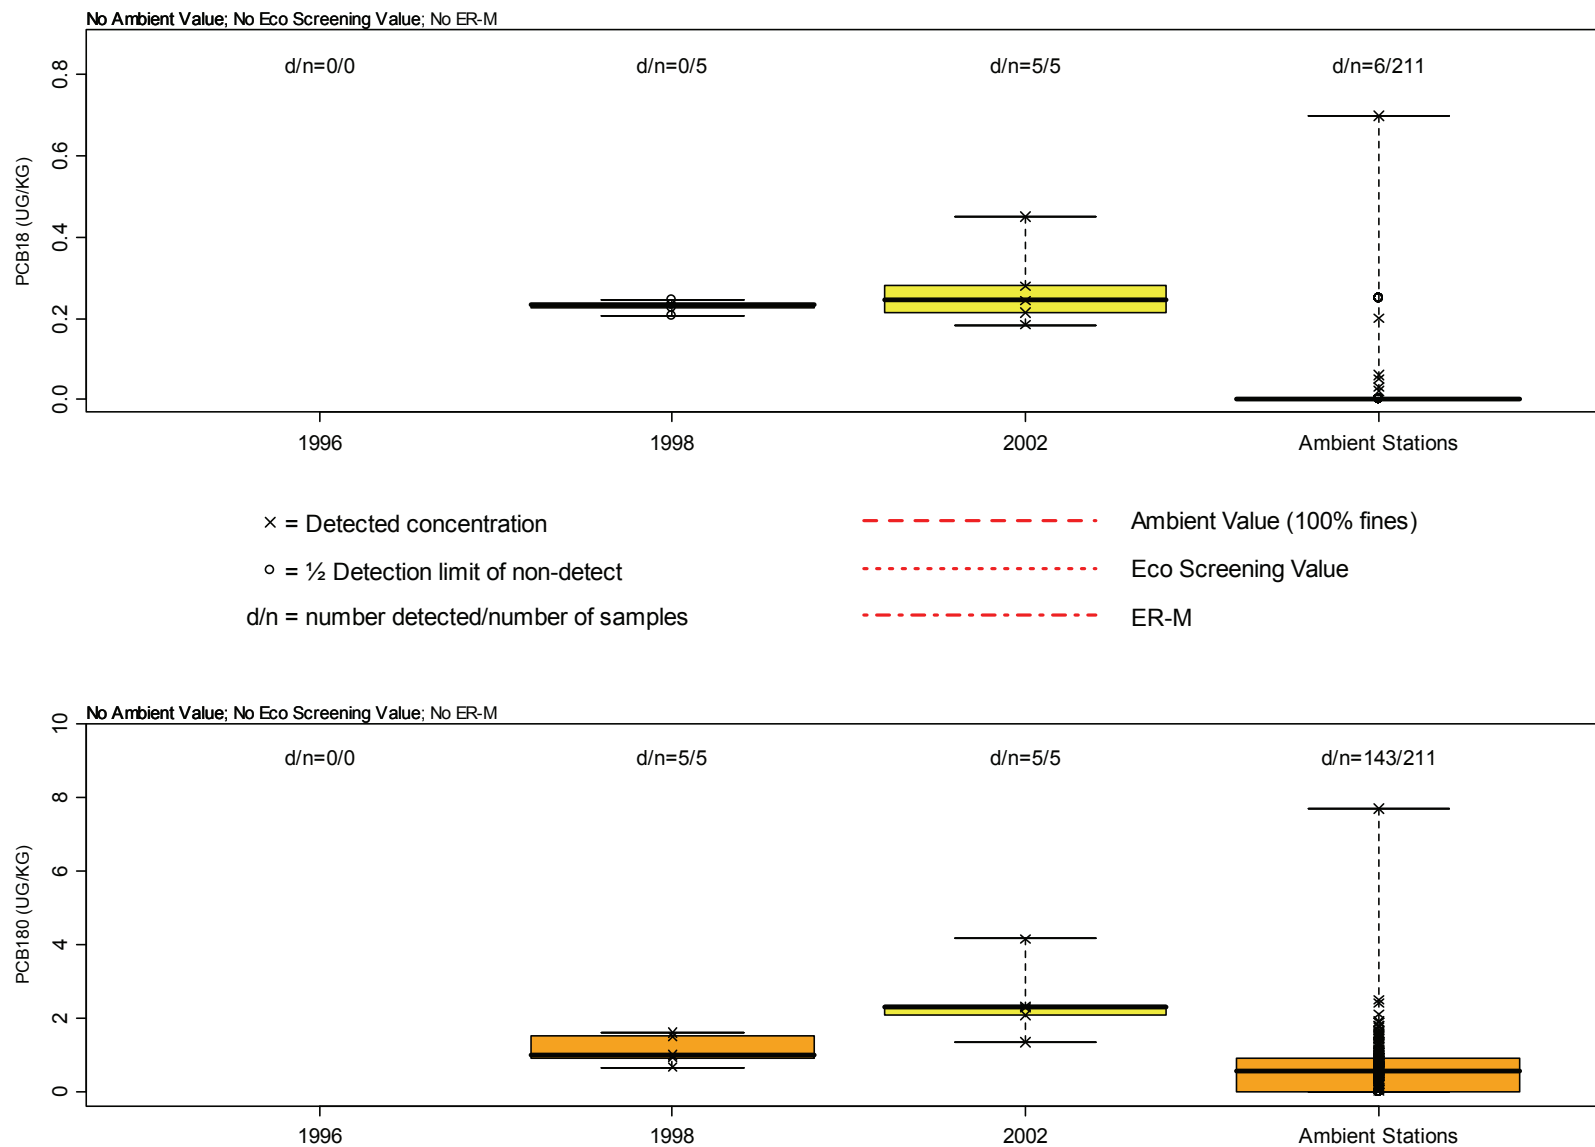 No Ambient Value; No Eco Screening Value; No ER-M
d/n=0/0 d/n=0/5 d/n=5/5 d/n=6/211
PCB18 (UG/KG)
0.8
0.6
0.4
0.2
0.0
1996 1998 2002 Ambient Stations
× = Detected concentration
Ambient Value (100% fines)
o = ½ Detection limit of non-detect
Eco Screening Value
d/n = number detected/number of samples
ER-M
No Ambient Value; No Eco Screening Value; No ER-M
d/n=0/0 d/n=5/5 d/n=5/5 d/n=143/211
PCB180 (UG/KG)
10
8
6
4
2
0
1996 1998 2002 Ambient Stations